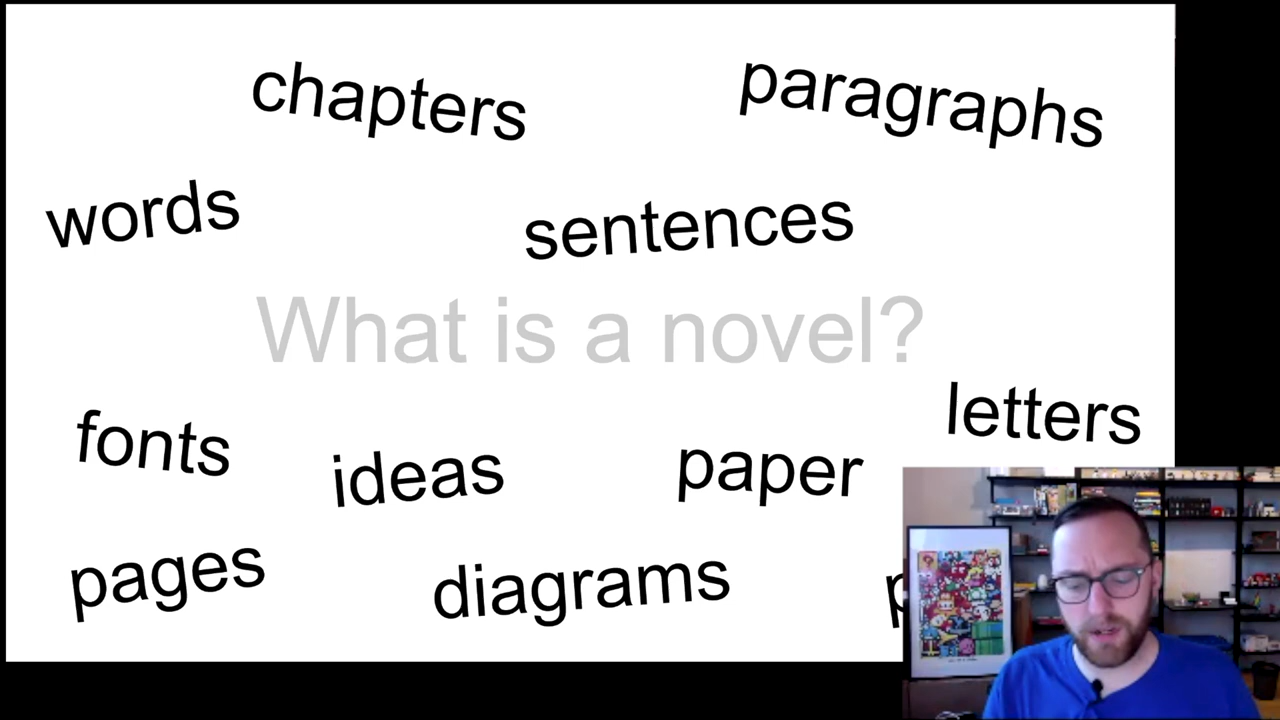 chapters
paragraphs
words
sentences
What is a novel?
letters
fonts
ideas
paper
pages
diagrams